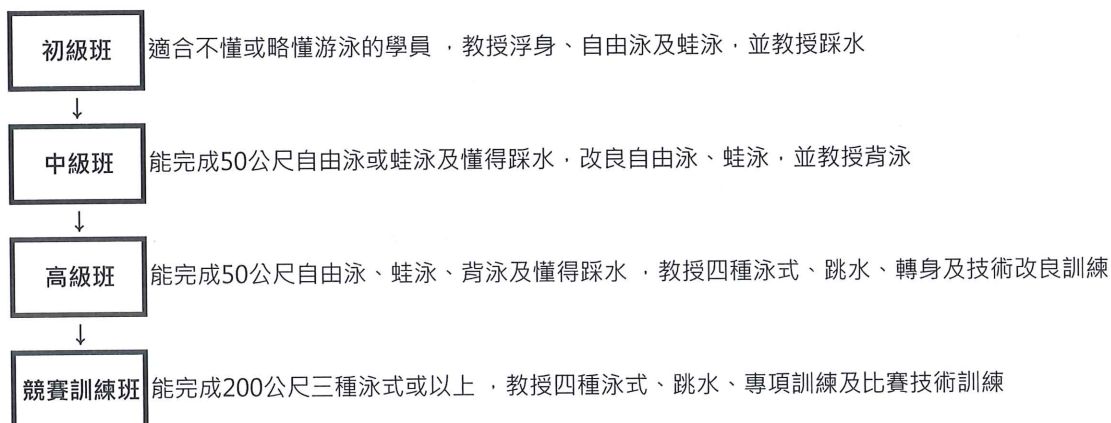 初級班 適合不懂或略懂游泳的學員 ，教授浮身、自由泳及蛙泳，並教授踩水
↓
中級班 能完成50公尺自由泳或蛙泳及懂得踩水，改良自由泳、蛙泳，並教授背泳
↓
高級班 能完成50公尺自由泳、蛙泳、背泳及懂得踩水 ，教授四種泳式、跳水、轉身及技術改良訓練
↓
競賽訓練班 能完成200公尺三種泳式或以上 ，教授四種泳式、跳水、專項訓練及比賽技術訓練